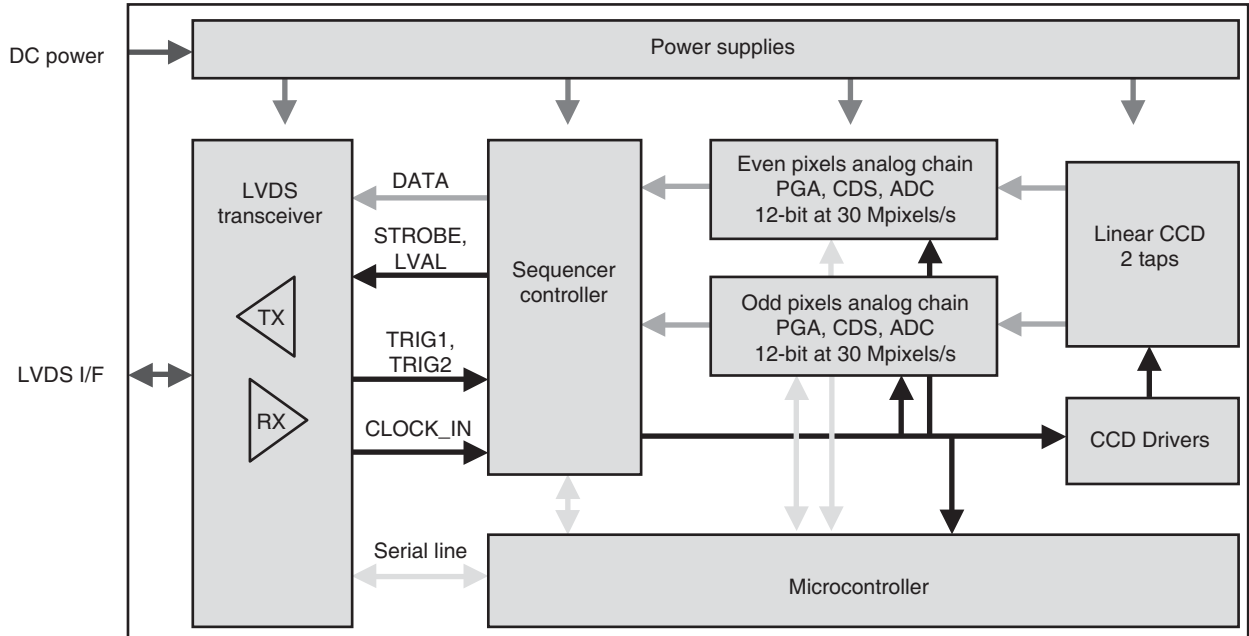 DC power
Power supplies
LVDS
transceiver
DATA
STROBE,
LVAL
TX
TRIG1,
TRIG2
LVDS I/F
RX
CLOCK_IN
Serial line
Sequencer
controller
Even pixels analog chain
PGA, CDS, ADC
12-bit at 30 Mpixels/s
Odd pixels analog chain
PGA, CDS, ADC
12-bit at 30 Mpixels/s
Linear CCD
2 taps
CCD Drivers
Microcontroller